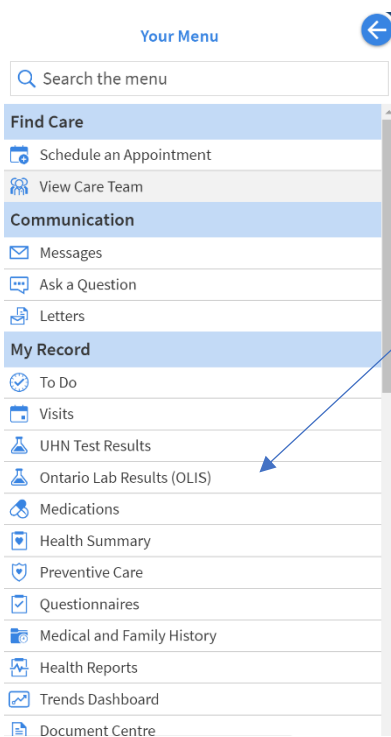 Your Menu
Search the menu
Find Care
Schedule an Appointment
View Care Team
Communication
Messages
Ask a Question
Letters
My Record
To Do
Visits
UHN Test Results
Ontario Lab Results (OLIS)
Medications
Health Summary
Preventive Care
Questionnaires
Medical and Family History
Health Reports
Trends Dashboard
Document Centre